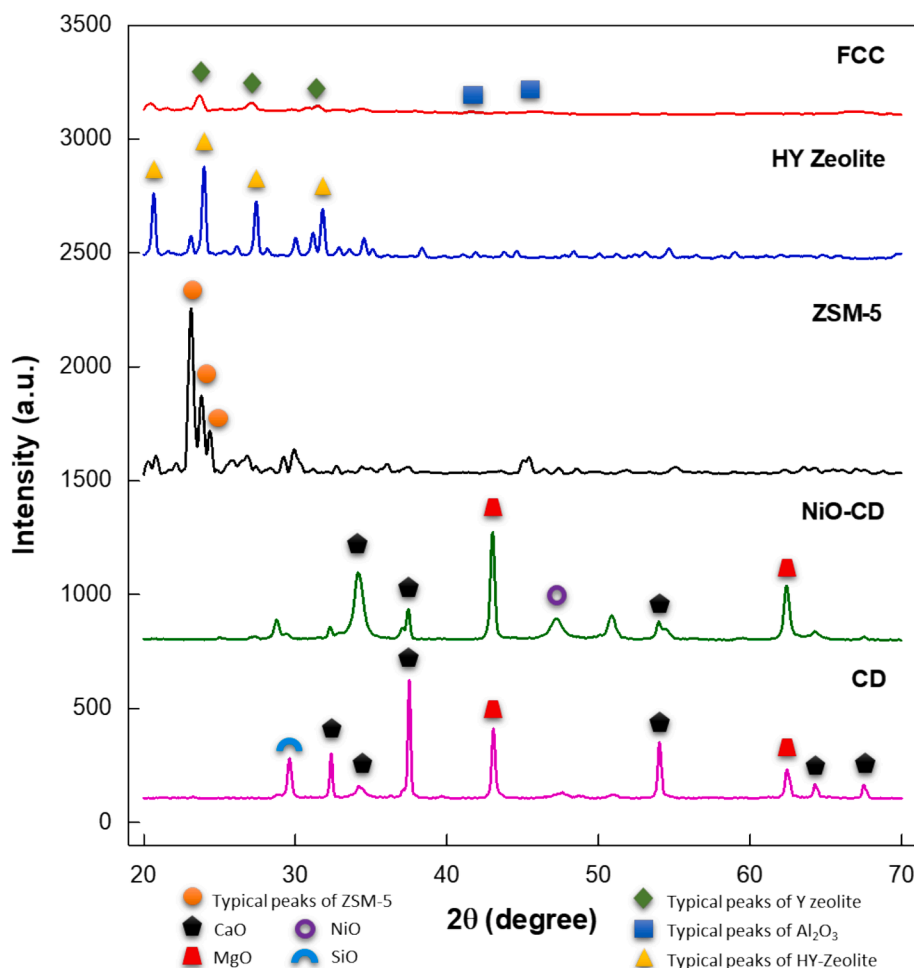 3500
FCC
3000
HY Zeolite
2500
ZSM-5
2000
1500
NiO-CD
1000
CD
500
0
Intensity (a.u.)
20 30 40 50 60 70
2θ (degree)
Typical peaks of ZSM-5
CaO NiO
MgO SiO
Typical peaks of Y zeolite
Typical peaks of Al₂O₃
Typical peaks of HY-Zeolite